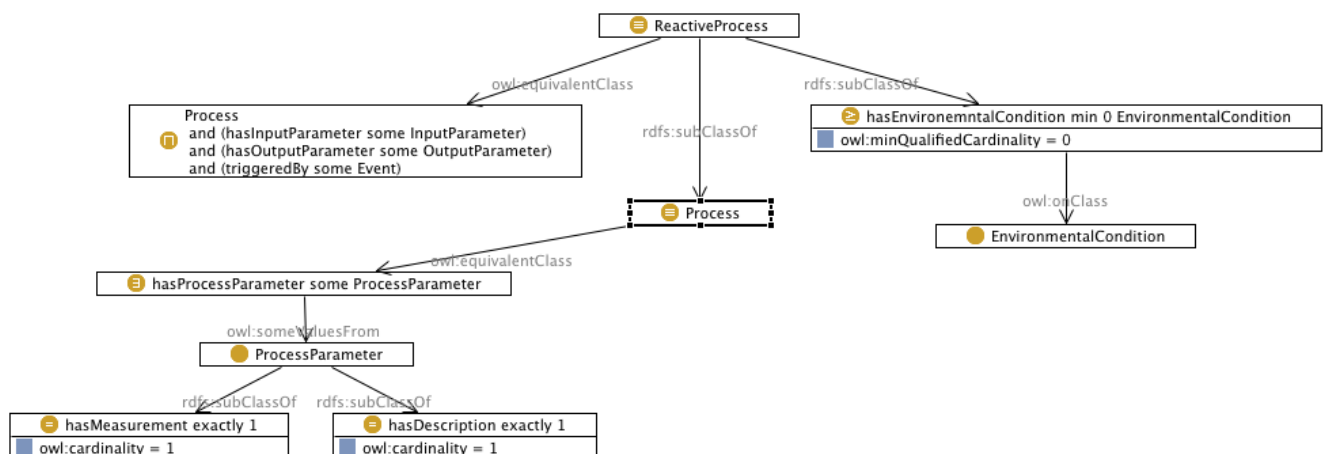 ReactiveProcess
owl:equivalentClass
rdfs:subClassOf
Process
and (hasInputParameter some InputParameter)
and (hasOutputParameter some OutputParameter)
and (triggeredBy some Event)
rdfs:subClassOf
hasEnvironemntalCondition min 0 EnvironmentalCondition
owl:minQualifiedCardinality = 0
owl:onClass
Process
EnvironmentalCondition
owl:equivalentClass
hasProcessParameter some ProcessParameter
owl:someValuesFrom
ProcessParameter
rdfs:subClassOf
rdfs:subClassOf
hasMeasurement exactly 1
owl:cardinality = 1
hasDescription exactly 1
owl:cardinality = 1